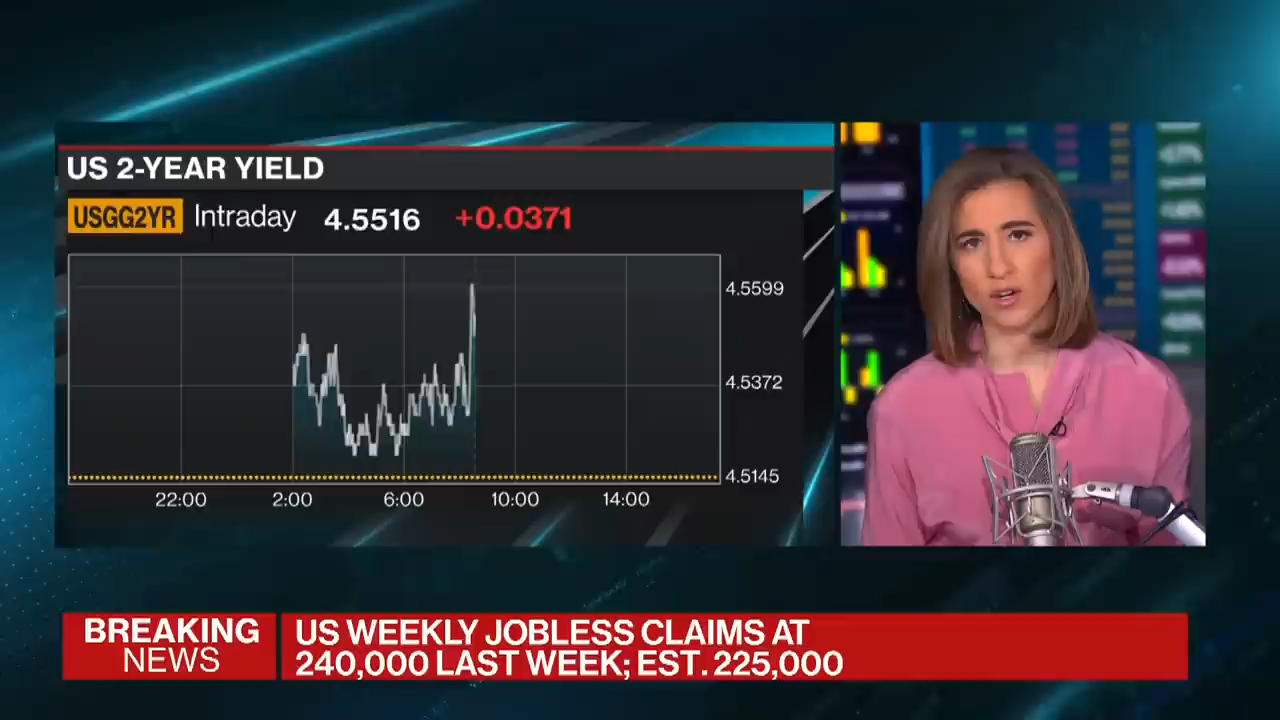 US 2-YEAR YIELD
USGG2YR Intraday 4.5516 +0.0371
4.5599
4.5372
4.5145
22:00 2:00 6:00 10:00 14:00
BREAKING
NEWS
US WEEKLY JOBLESS CLAIMS AT
240,000 LAST WEEK; EST. 225,000